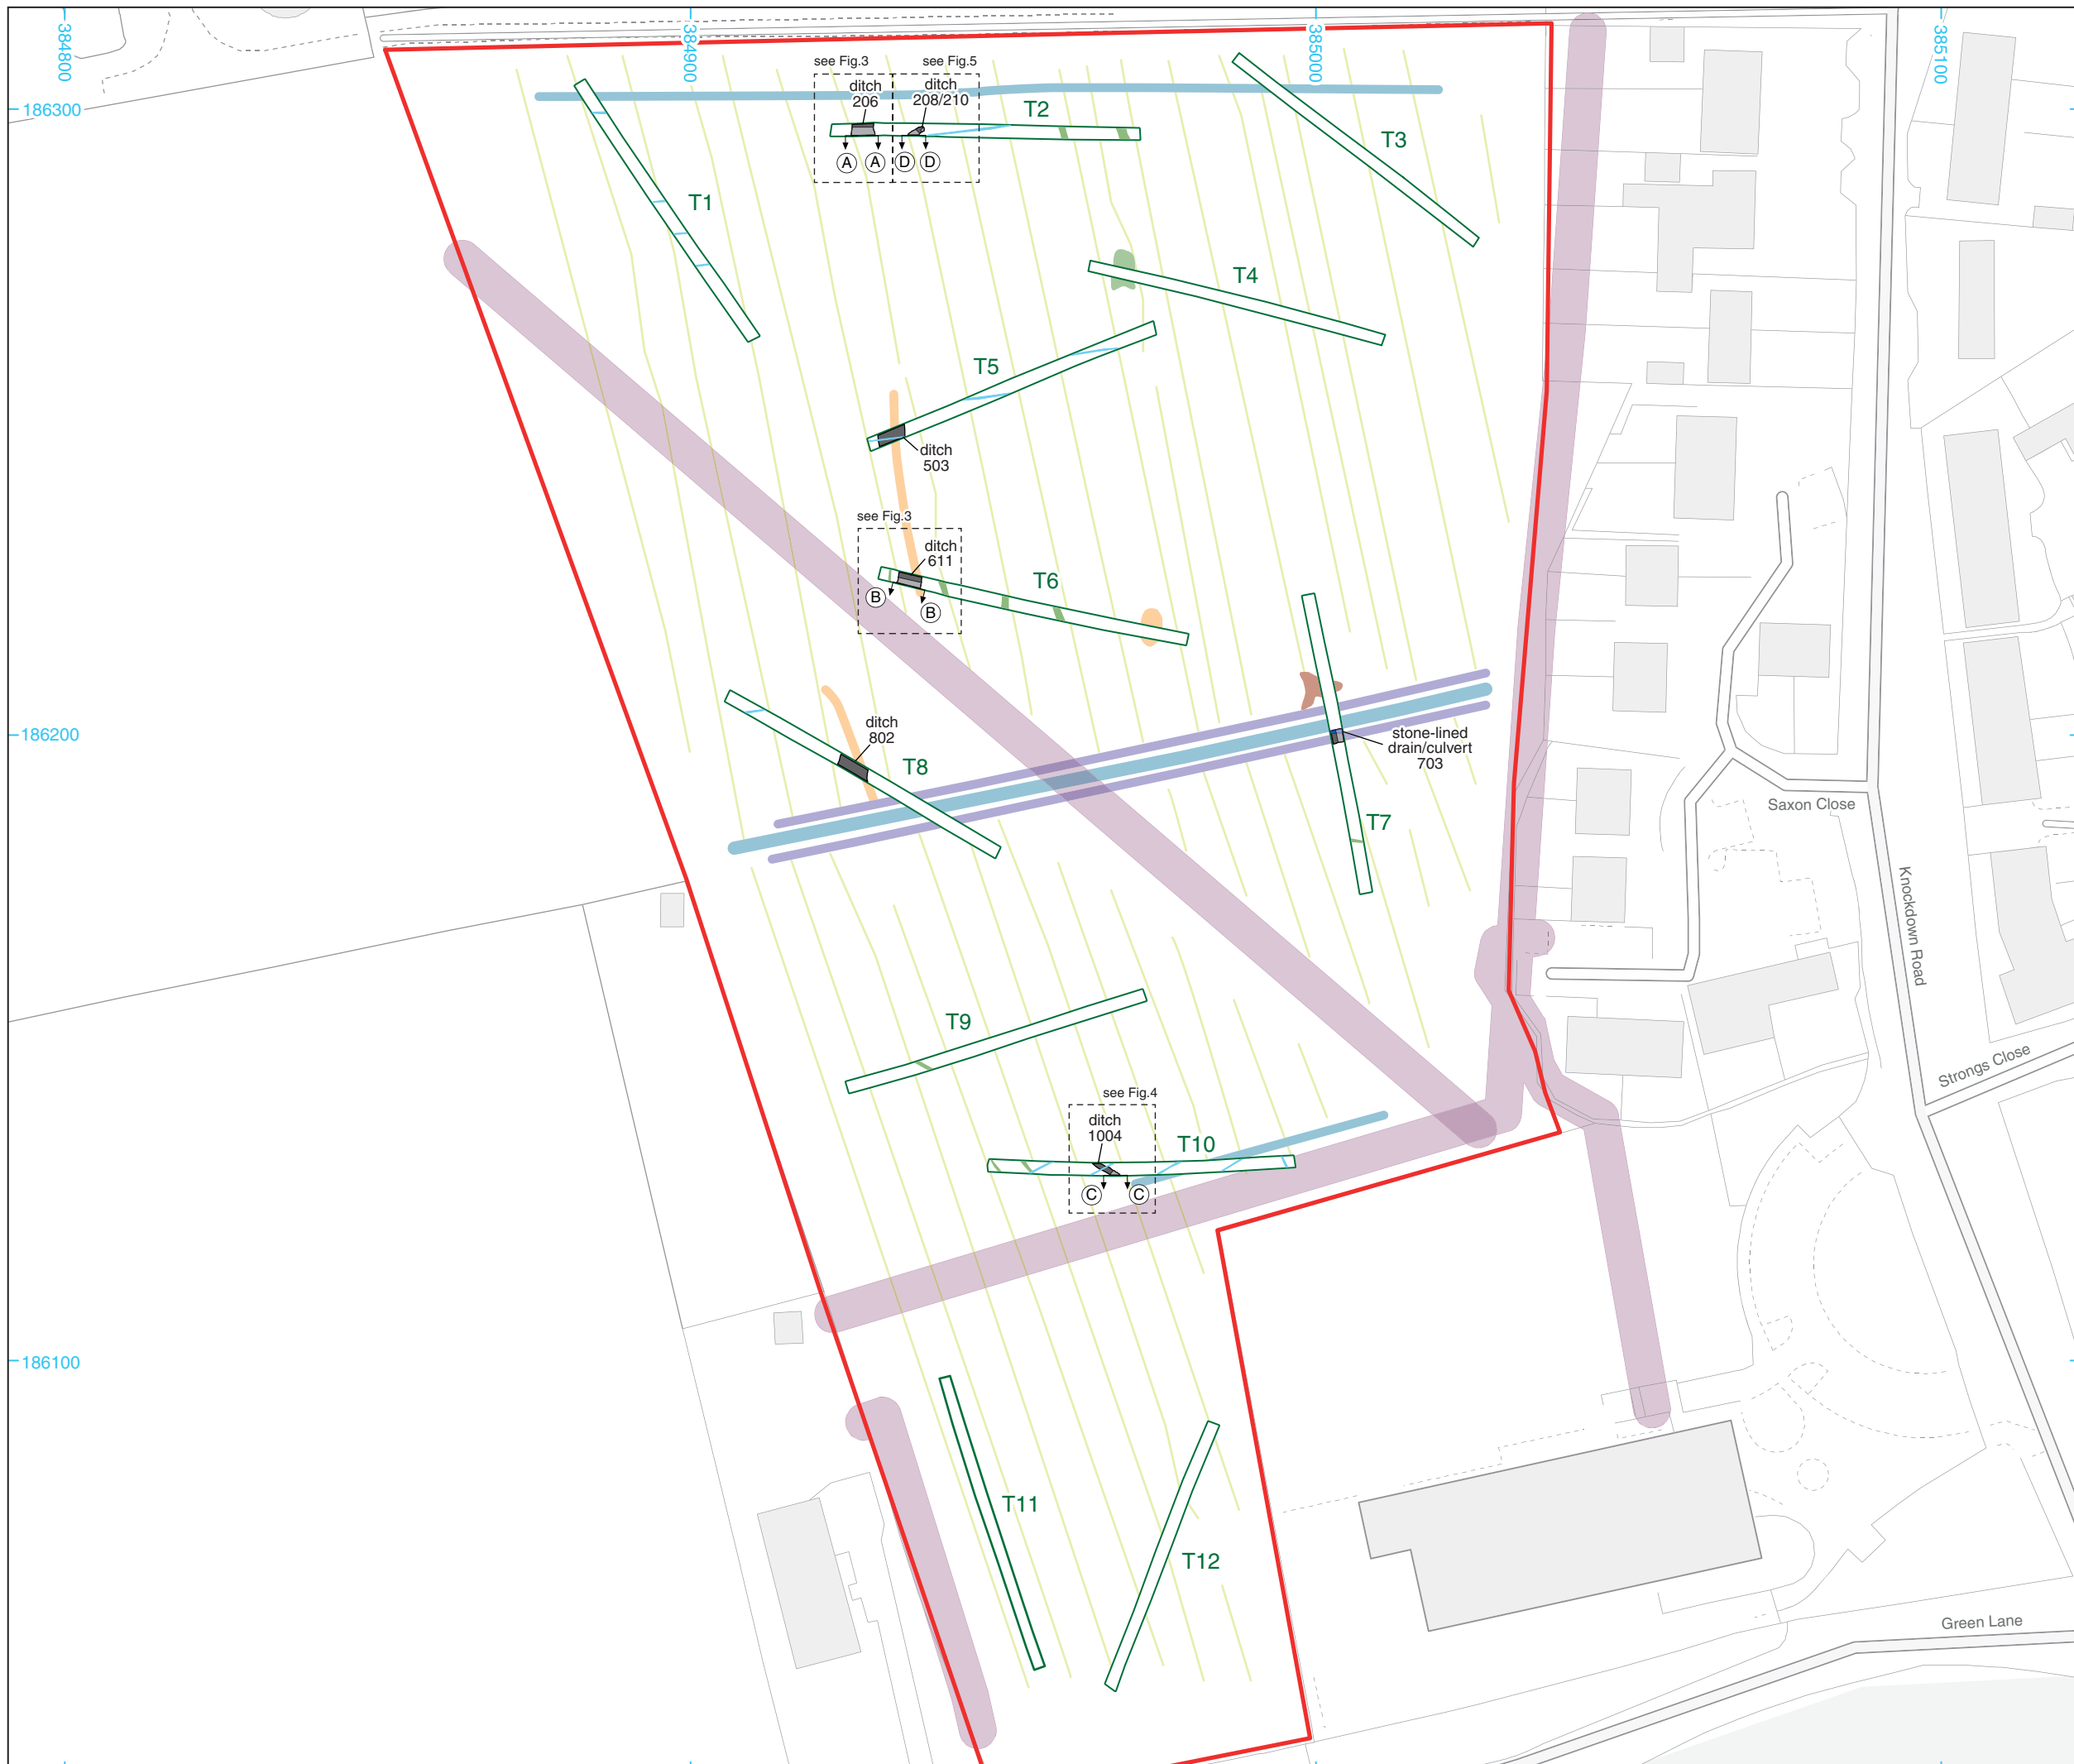 384800
384900
385000
385100
186300
186200
186100
see Fig.3
see Fig.5
ditch
206
ditch
208/210
T2
A
A
D
D
T1
T3
T4
T5
ditch
503
see Fig.3
ditch
611
B
B
T6
ditch
802
T8
stone-lined
drain/culvert
703
T7
Saxon Close
Knockdown Road
Strongs Close
T9
see Fig.4
ditch
1004
T10
C
C
T11
T12
Green Lane